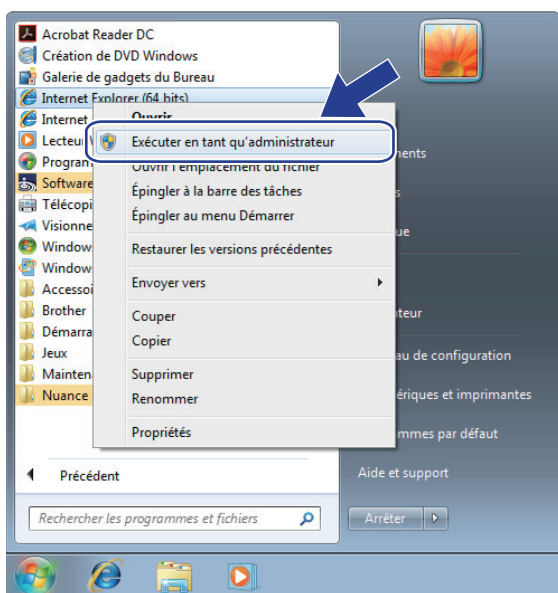 Acrobat Reader DC
Création de DVD Windows
Galerie de gadgets du Bureau
Internet Explorer (64 bits)
Internet
Ouvrir
Lecteu
Exécuter en tant qu'administrateur
Program
ments
Ouvrir l'emplacement du fichier
Software
Épingler à la barre des tâches
s
Télécopi
Épingler au menu Démarrer
Visionne
ue
Window
Restaurer les versions précédentes
Window
Accessoi
Envoyer vers
Brother
Couper
teur
Démarra
Copier
Jeux
au de configuration
Mainten
Supprimer
Nuance
Renommer
ériques et imprimantes
Propriétés
mmes par défaut
Précédent
Aide et support
Rechercher les programmes et fichiers
Arrêter